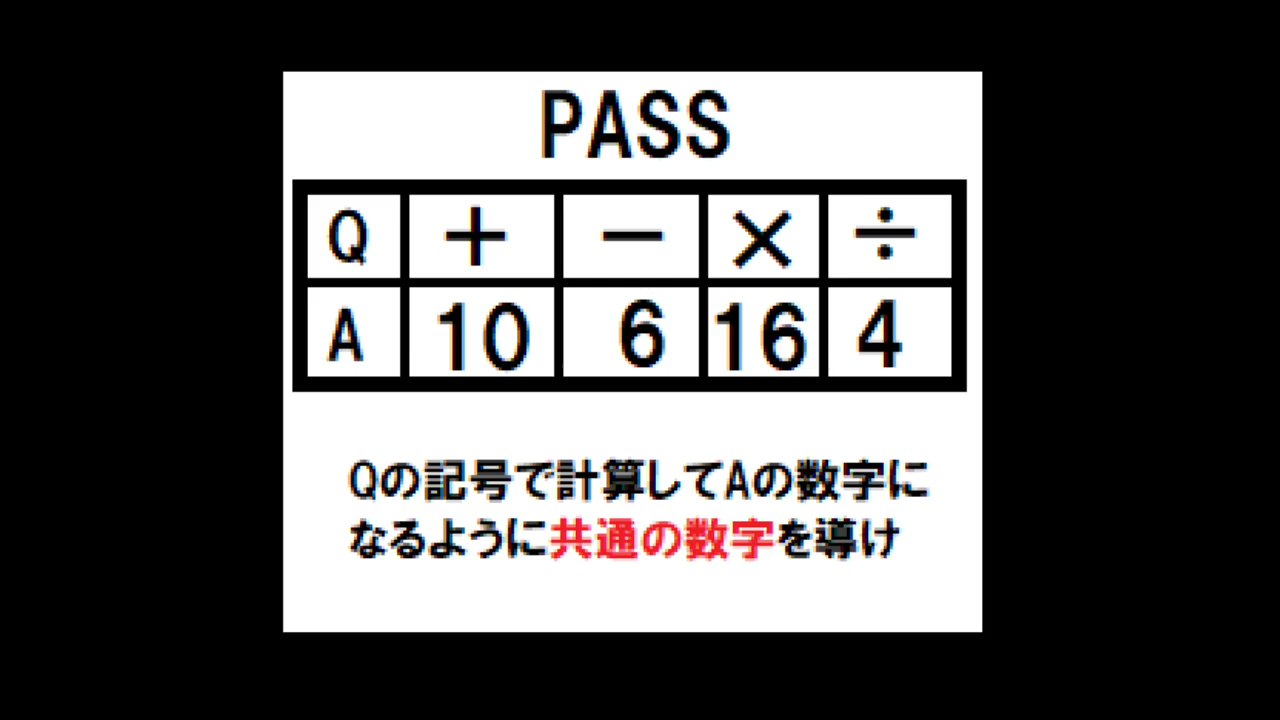 PASS
Q + − × ÷
A 10 6 16 4
Qの記号で計算してAの数字に
なるように共通の数字を導け